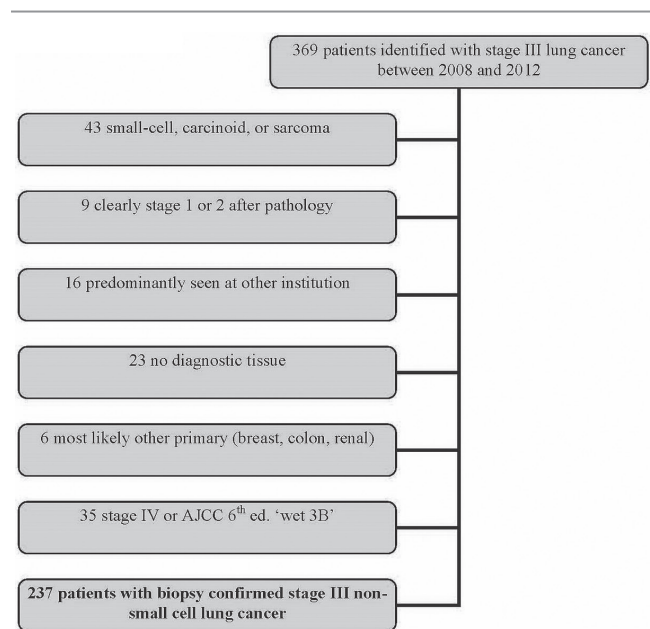 369 patients identified with stage III lung cancer
between 2008 and 2012
43 small-cell, carcinoid, or sarcoma
9 clearly stage 1 or 2 after pathology
16 predominantly seen at other institution
23 no diagnostic tissue
6 most likely other primary (breast, colon, renal)
35 stage IV or AJCC 6th ed. ‘wet 3B’
237 patients with biopsy confirmed stage III non-
small cell lung cancer